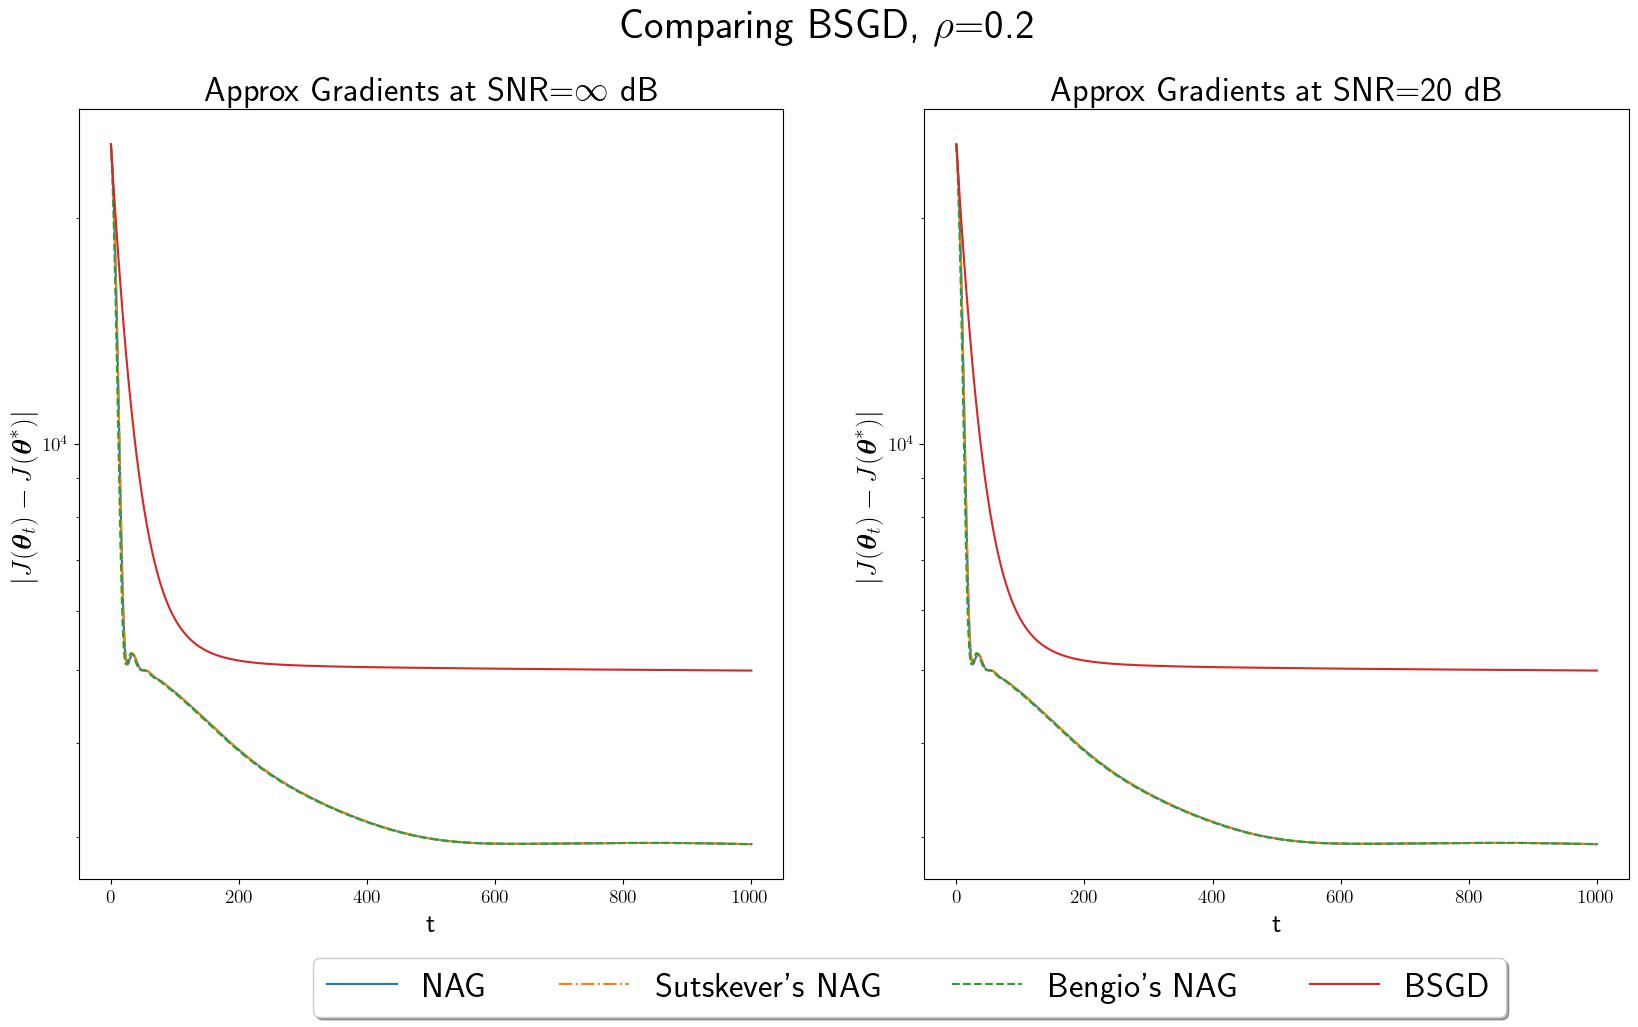 Comparing BSGD, ρ=0.2
Approx Gradients at SNR=∞ dB
|J(θ_t) − J(θ*)|
10^4
0 200 400 600 800 1000
t
Approx Gradients at SNR=20 dB
|J(θ_t) − J(θ*)|
10^4
0 200 400 600 800 1000
t
NAG Sutskever's NAG Bengio's NAG BSGD